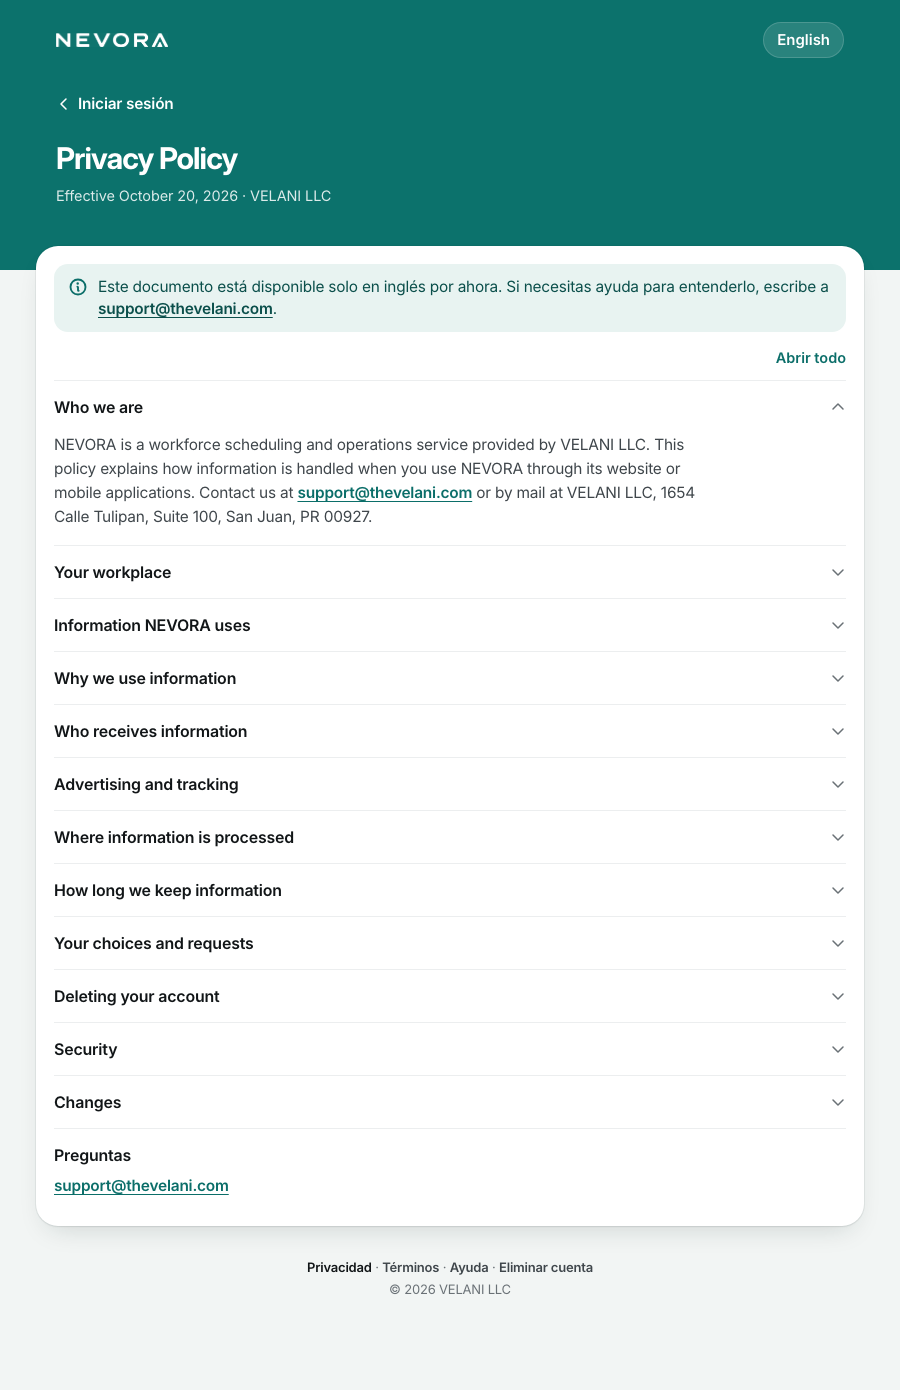 NEVORA
English
Iniciar sesión
Privacy Policy
Effective October 20, 2026 · VELANI LLC
Este documento está disponible solo en inglés por ahora. Si necesitas ayuda para entenderlo, escribe a
support@thevelani.com.
Abrir todo
Who we are
NEVORA is a workforce scheduling and operations service provided by VELANI LLC. This
policy explains how information is handled when you use NEVORA through its website or
mobile applications. Contact us at support@thevelani.com or by mail at VELANI LLC, 1654
Calle Tulipan, Suite 100, San Juan, PR 00927.
Your workplace
Information NEVORA uses
Why we use information
Who receives information
Advertising and tracking
Where information is processed
How long we keep information
Your choices and requests
Deleting your account
Security
Changes
Preguntas
support@thevelani.com
Privacidad · Términos · Ayuda · Eliminar cuenta
© 2026 VELANI LLC